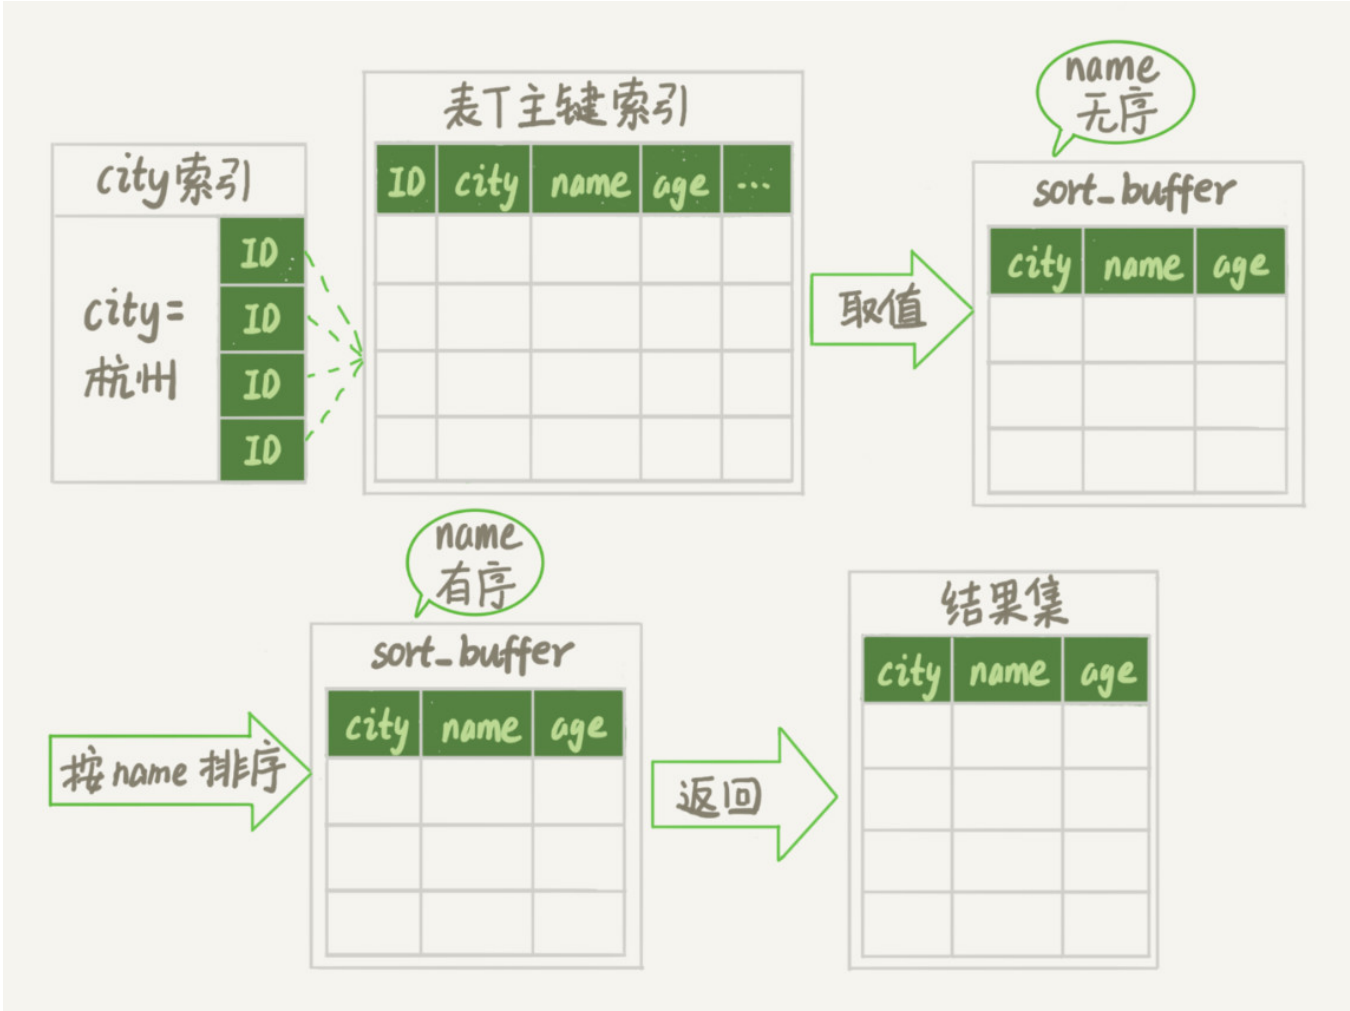 city索引
city=
杭州
ID
ID
ID
ID
表T主键索引
ID city name age ...
取值
name
无序
sort_buffer
city name age
按name排序
name
有序
sort_buffer
city name age
返回
结果集
city name age